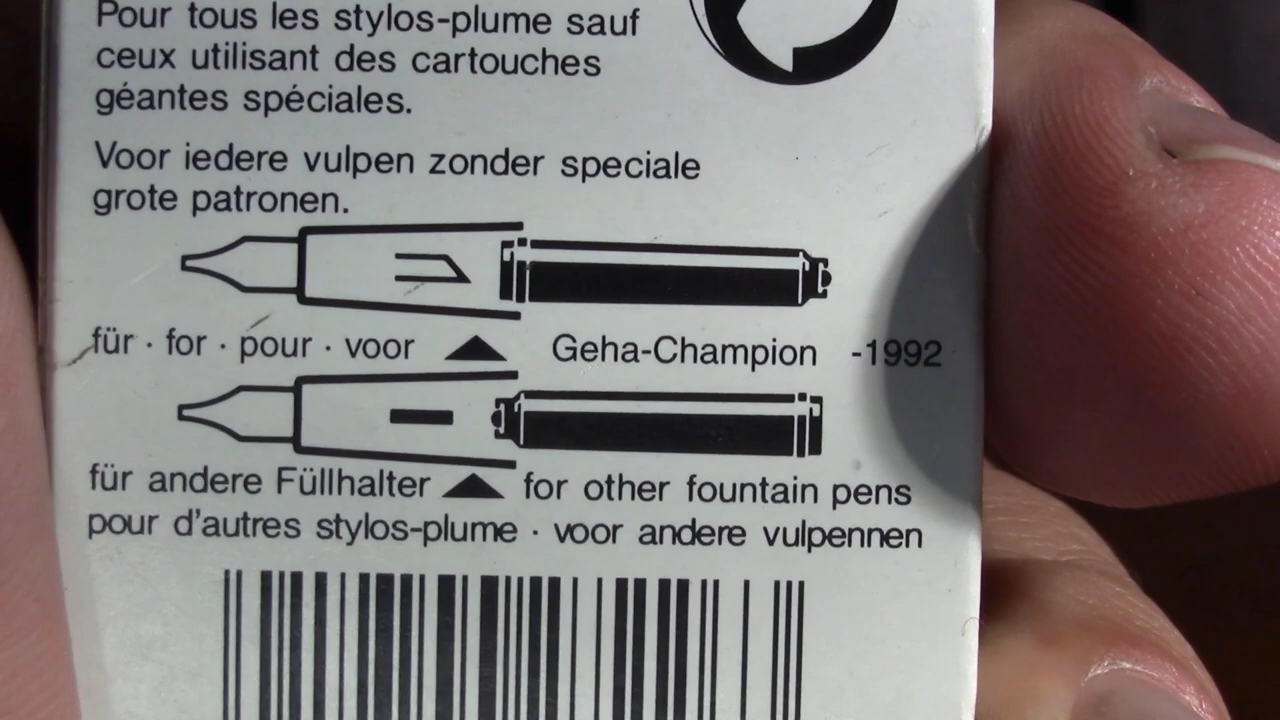 Pour tous les stylos-plume sauf
ceux utilisant des cartouches
géantes spéciales.
Voor iedere vulpen zonder speciale
grote patronen.
für · for · pour · voor ▲ Geha-Champion -1992
für andere Füllhalter ▲ for other fountain pens
pour d'autres stylos-plume · voor andere vulpennen